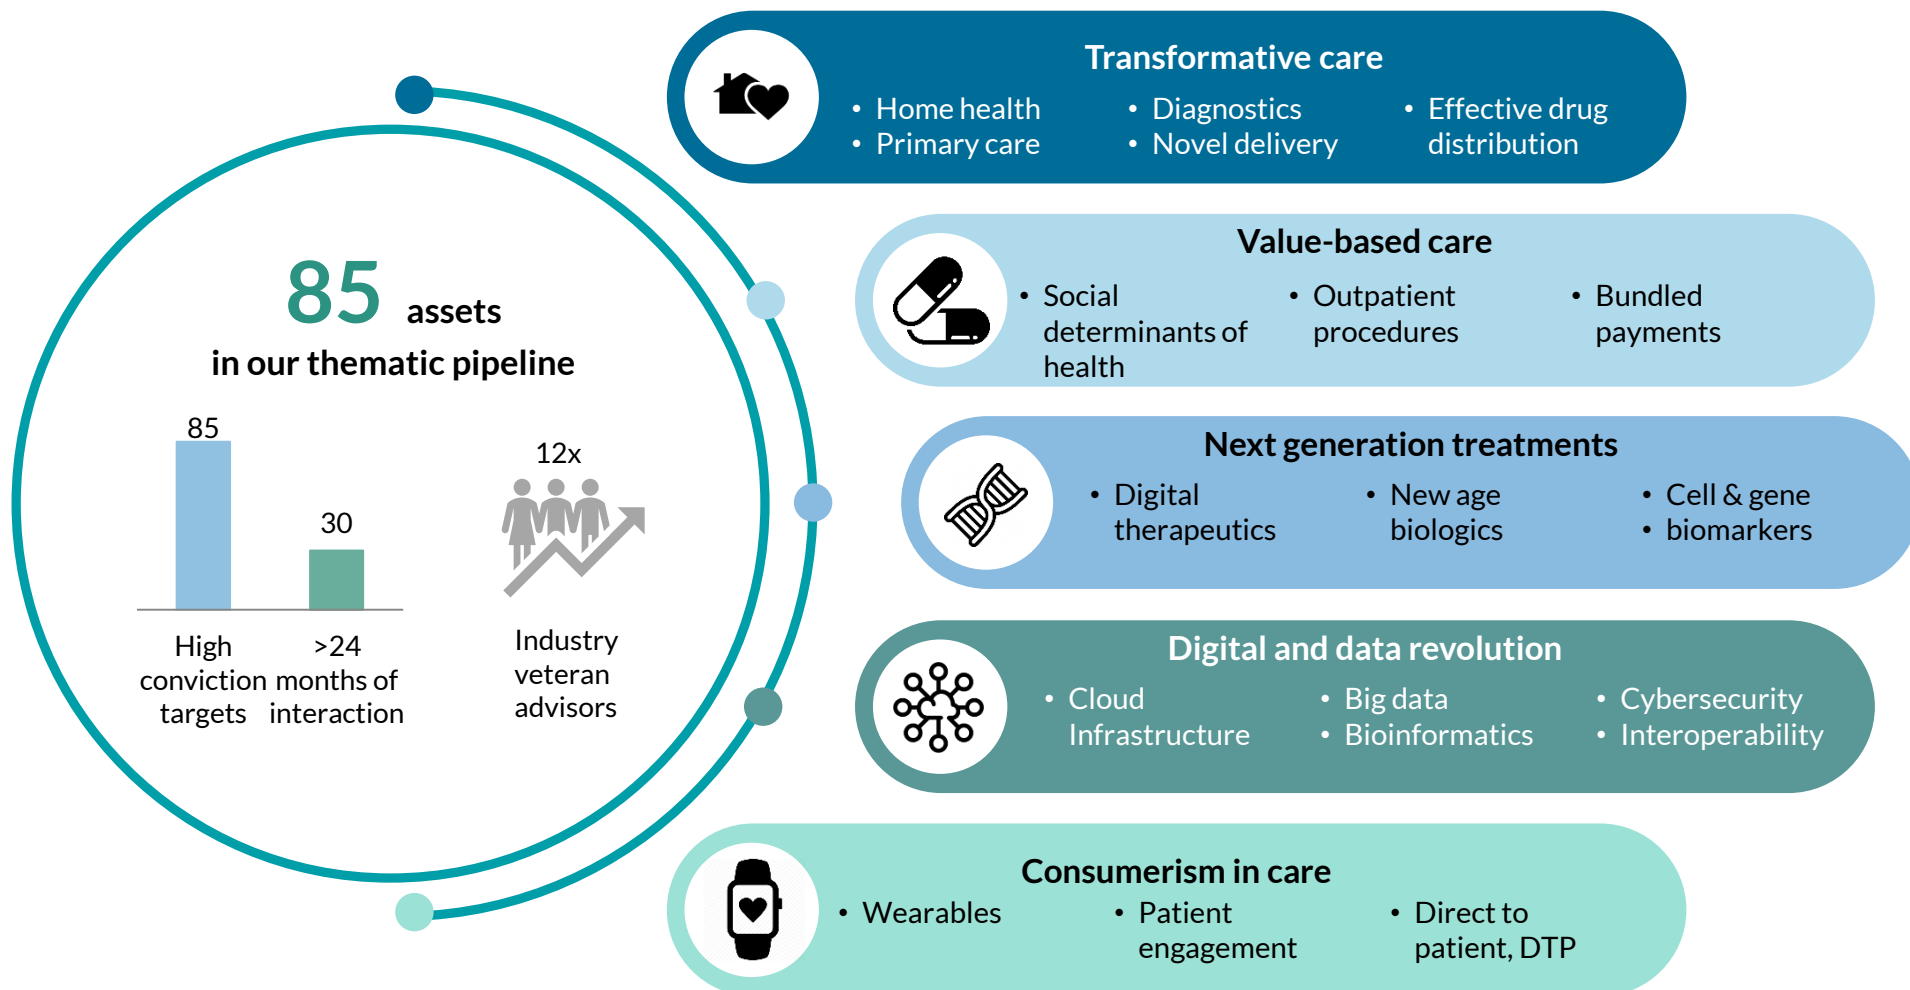 85 assets
in our thematic pipeline
85
30
12x
High
conviction
targets
>24
months of
interaction
Industry
veteran
advisors
Transformative care
• Home health
• Primary care
• Diagnostics
• Novel delivery
• Effective drug
distribution
Value-based care
• Social
determinants of
health
• Outpatient
procedures
• Bundled
payments
Next generation treatments
• Digital
therapeutics
• New age
biologics
• Cell & gene
• biomarkers
Digital and data revolution
• Cloud
Infrastructure
• Big data
• Bioinformatics
• Cybersecurity
• Interoperability
Consumerism in care
• Wearables
• Patient
engagement
• Direct to
patient, DTP